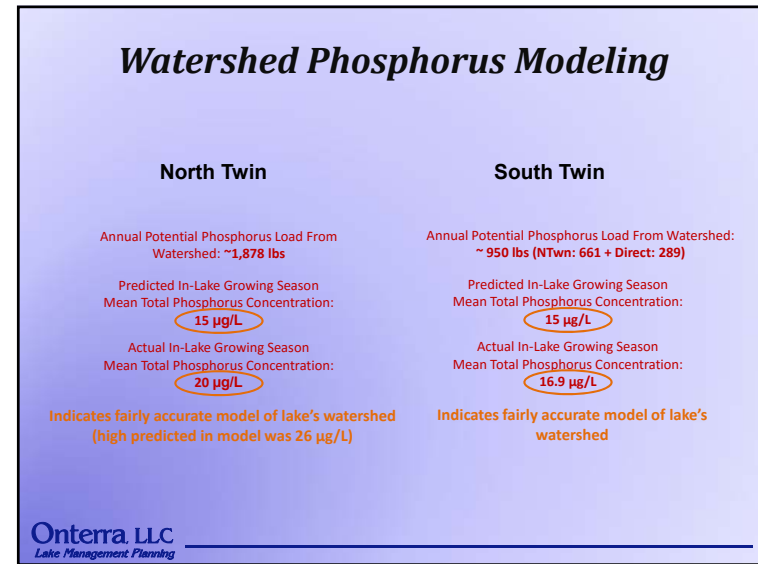 Watershed Phosphorus Modeling
North Twin
Annual Potential Phosphorus Load From
Watershed: ~1,878 lbs
Predicted In-Lake Growing Season
Mean Total Phosphorus Concentration:
15 µg/L
Actual In-Lake Growing Season
Mean Total Phosphorus Concentration:
20 µg/L
Indicates fairly accurate model of lake's watershed
(high predicted in model was 26 µg/L)
South Twin
Annual Potential Phosphorus Load From Watershed:
~ 950 lbs (NTwn: 661 + Direct: 289)
Predicted In-Lake Growing Season
Mean Total Phosphorus Concentration:
15 µg/L
Actual In-Lake Growing Season
Mean Total Phosphorus Concentration:
16.9 µg/L
Indicates fairly accurate model of lake's
watershed
Onterra LLC
Lake Management Planning